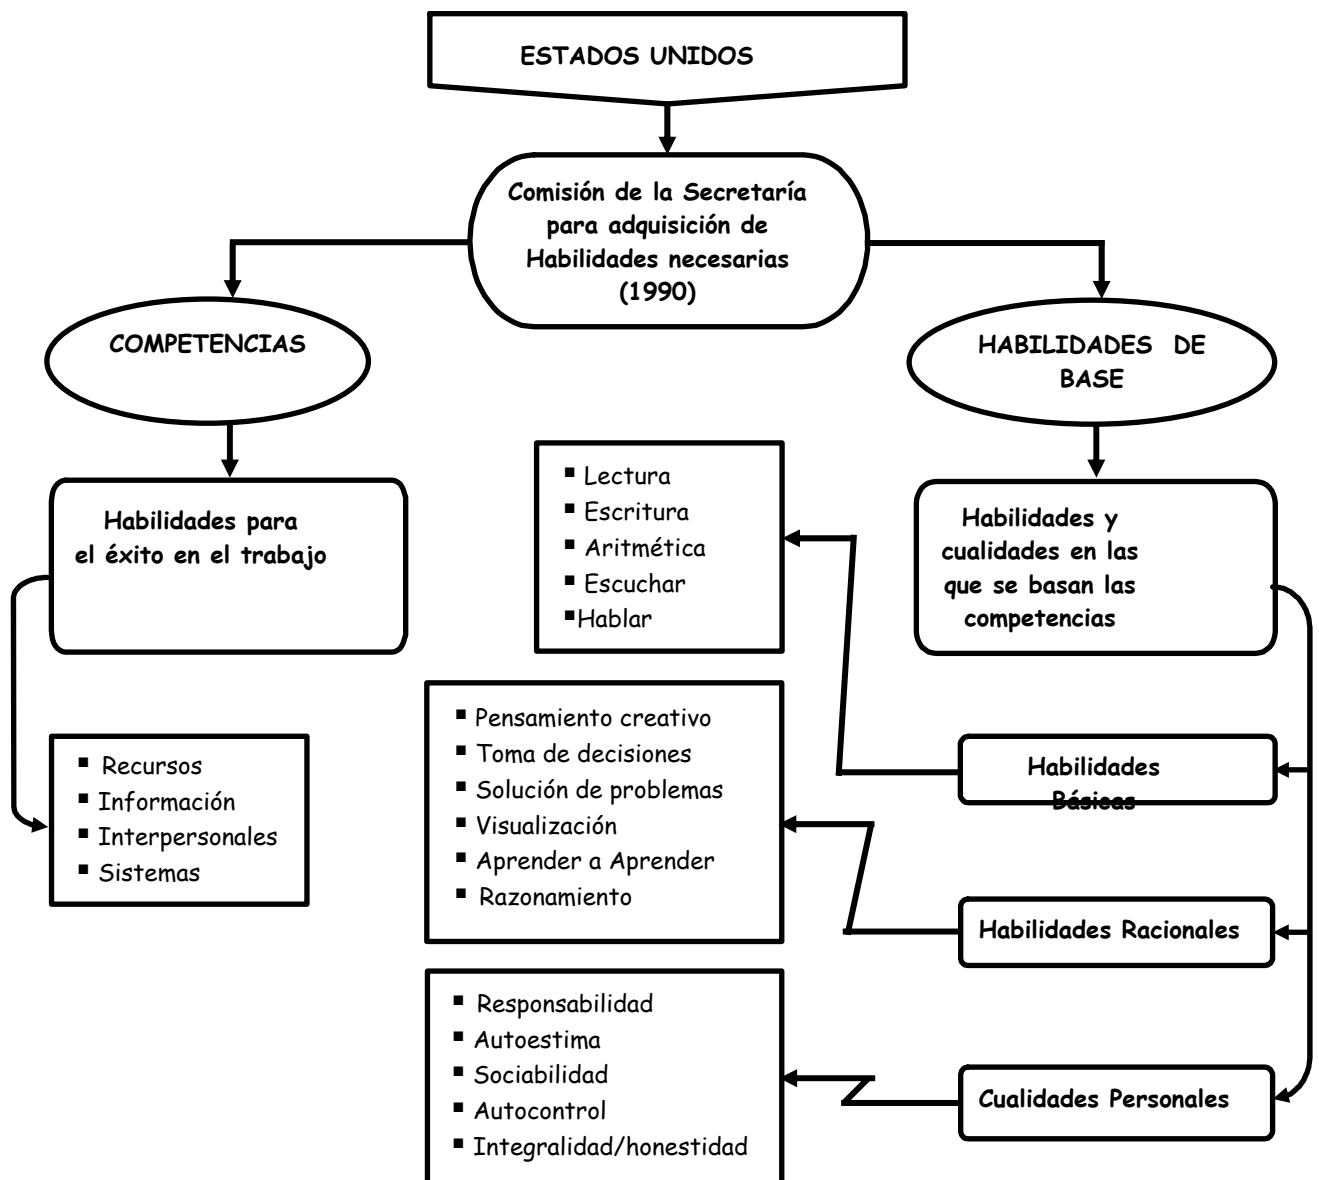 ESTADOS UNIDOS
Comisión de la Secretaría
para adquisición de
Habilidades necesarias
(1990)
COMPETENCIAS
HABILIDADES DE
BASE
Habilidades para
el éxito en el trabajo
▪ Lectura
▪ Escritura
▪ Aritmética
▪ Escuchar
▪Hablar
Habilidades y
cualidades en las
que se basan las
competencias
▪ Recursos
▪ Información
▪ Interpersonales
▪ Sistemas
▪ Pensamiento creativo
▪ Toma de decisiones
▪ Solución de problemas
▪ Visualización
▪ Aprender a Aprender
▪ Razonamiento
Habilidades
Básicas
Habilidades Racionales
▪ Responsabilidad
▪ Autoestima
▪ Sociabilidad
▪ Autocontrol
▪ Integralidad/honestidad
Cualidades Personales